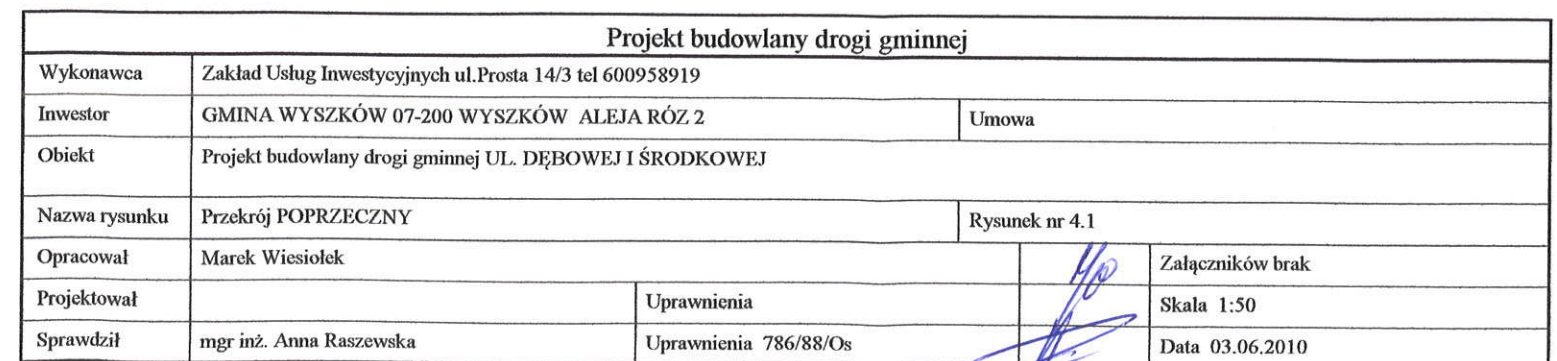 Projekt budowlany drogi gminnej
Wykonawca Zakład Usług Inwestycyjnych ul.Prosta 14/3 tel 600958919
Inwestor GMINA WYSZKÓW 07-200 WYSZKÓW ALEJA RÓZ 2 Umowa
Obiekt Projekt budowlany drogi gminnej UL. DĘBOWEJ I ŚRODKOWEJ
Nazwa rysunku Przekrój POPRZECZNY Rysunek nr 4.1
Opracował Marek Wiesiołek Załączników brak
Projektował Uprawnienia Skala 1:50
Sprawdził mgr inż. Anna Raszewska Uprawnienia 786/88/Os Data 03.06.2010